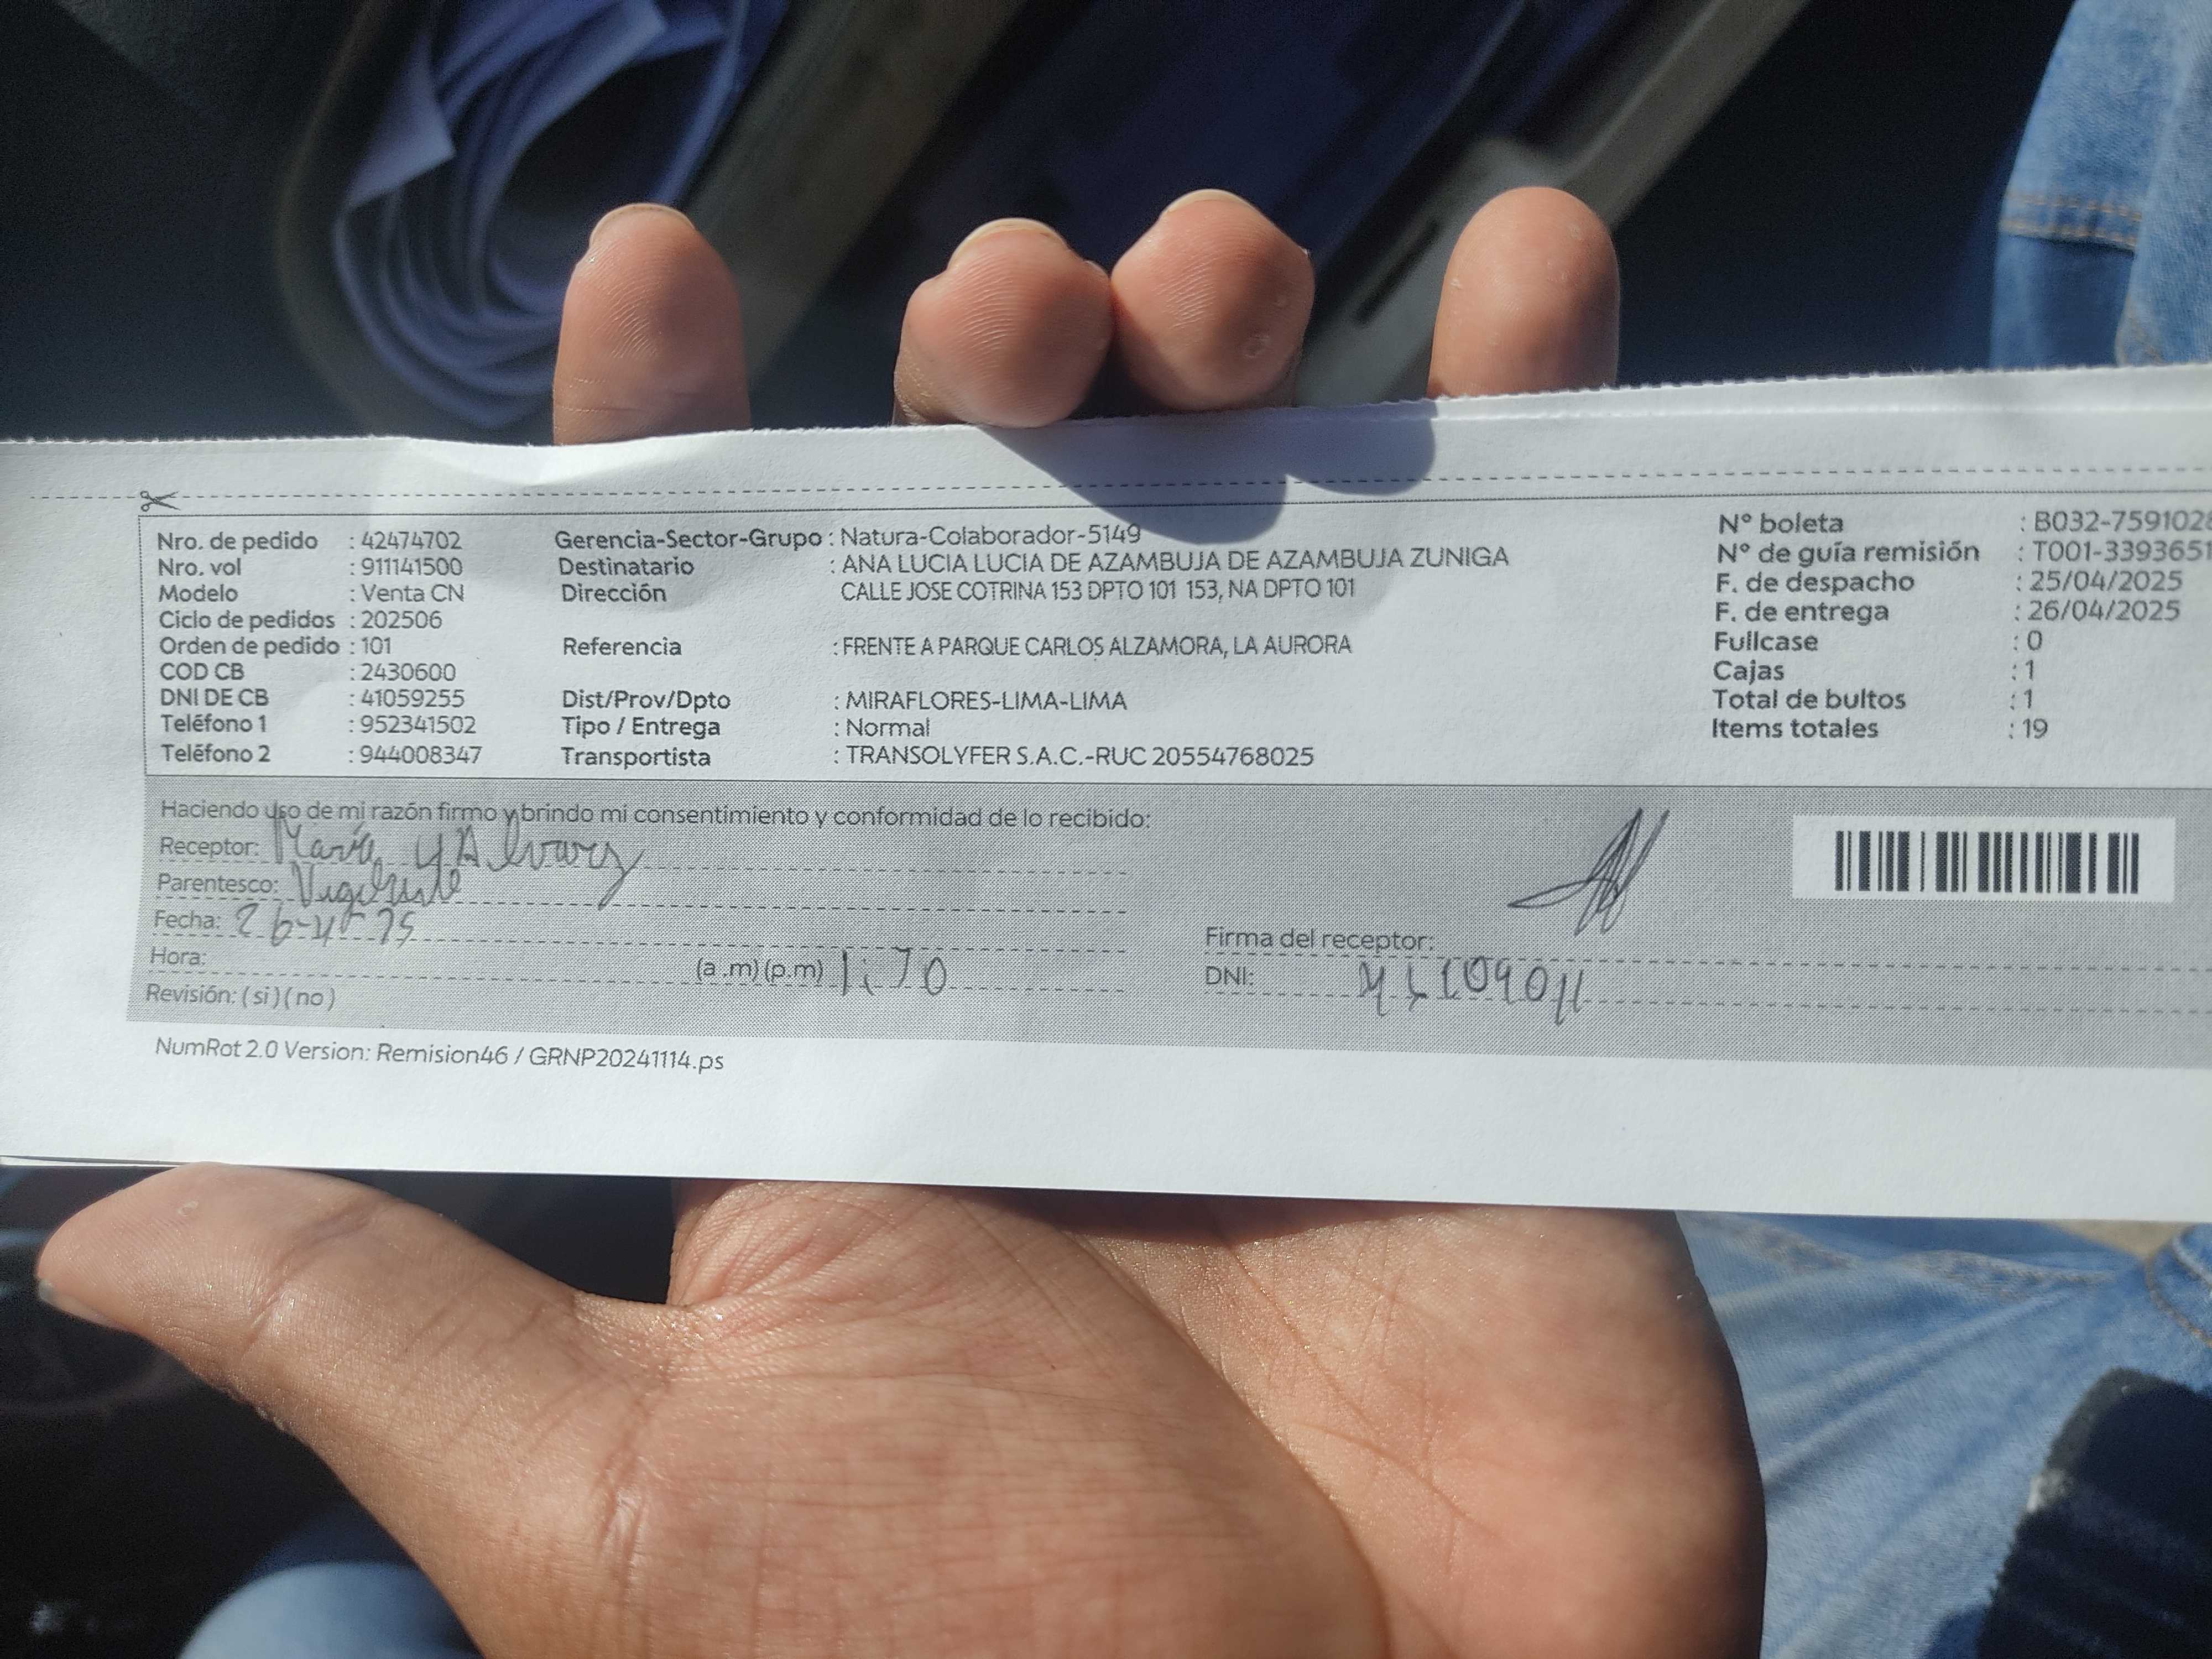 Nro. de pedido : 42474702
Nro. vol : 911141500
Modelo : Venta CN
Ciclo de pedidos : 202506
Orden de pedido : 101
COD CB : 2430600
DNI DE CB : 41059255
Teléfono 1 : 952341502
Teléfono 2 : 944008347
Gerencia-Sector-Grupo : Natura-Colaborador-5149
Destinatario : ANA LUCIA LUCIA DE AZAMBUJA DE AZAMBUJA ZUNIGA
Dirección CALLE JOSE COTRINA 153 DPTO 101 153, NA DPTO 101
Referencia : FRENTE A PARQUE CARLOS ALZAMORA, LA AURORA
Dist/Prov/Dpto : MIRAFLORES-LIMA-LIMA
Tipo / Entrega : Normal
Transportista : TRANSOLYFER S.A.C.-RUC 20554768025
N° boleta : B032-759102
N° de guía remisión : T001-3393651
F. de despacho : 25/04/2025
F. de entrega : 26/04/2025
Fullcase : 0
Cajas : 1
Total de bultos : 1
Items totales : 19
Haciendo uso de mi razón firmo y brindo mi consentimiento y conformidad de lo recibido:
Receptor: María
Parentesco:
Fecha:
Hora: (a .m) (p.m)
Revisión: ( si ) ( no )
Firma del receptor:
DNI:
NumRot 2.0 Version: Remision46 / GRNP20241114.ps